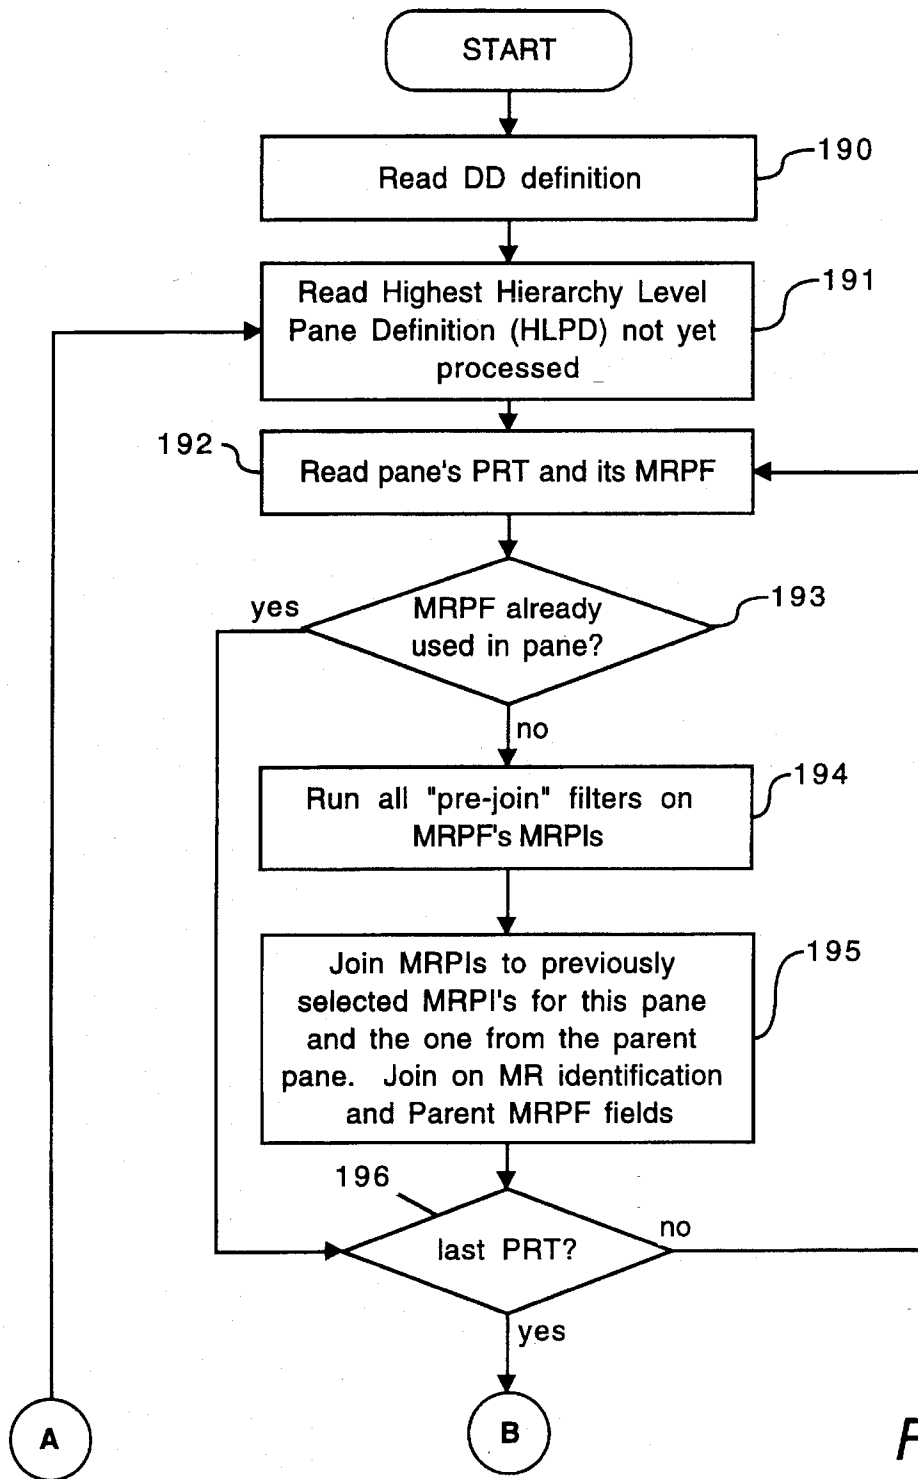 START
Read DD definition
190
Read Highest Hierarchy Level
Pane Definition (HLPD) not yet
processed
191
192
Read pane's PRT and its MRPF
MRPF already
used in pane?
193
yes
no
Run all "pre-join" filters on
MRPF's MRPIs
194
Join MRPIs to previously
selected MRPI's for this pane
and the one from the parent
pane. Join on MR identification
and Parent MRPF fields
195
196
last PRT?
no
yes
A
B
F